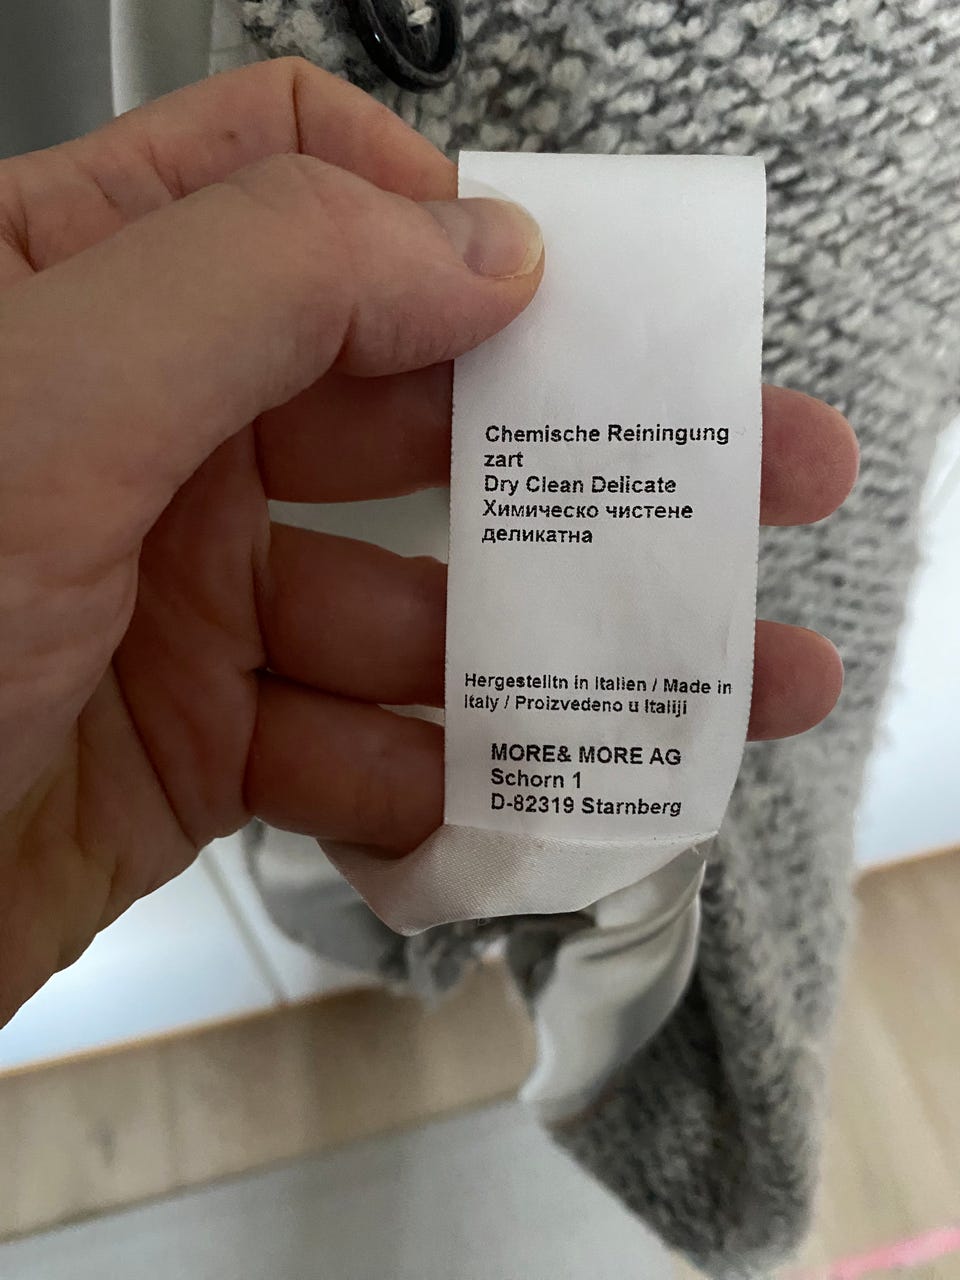 Chemische Reiningung
zart
Dry Clean Delicate
Химическо чистене
деликатна
Hergestelltn in Italien / Made in
Italy / Proizvedeno u Italiji
MORE& MORE AG
Schorn 1
D-82319 Starnberg